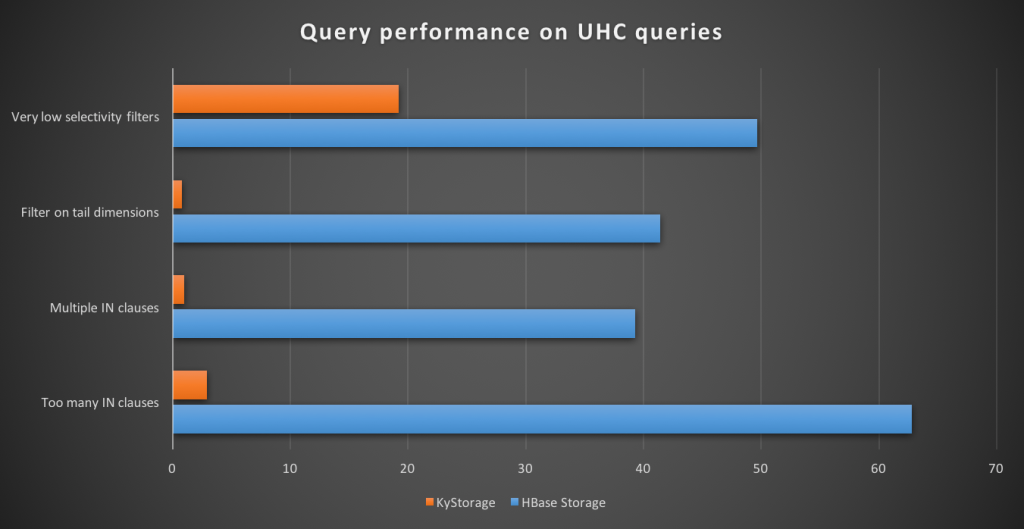 Query performance on UHC queries
Very low selectivity filters
Filter on tail dimensions
Multiple IN clauses
Too many IN clauses
0 10 20 30 40 50 60 70
KyStorage HBase Storage